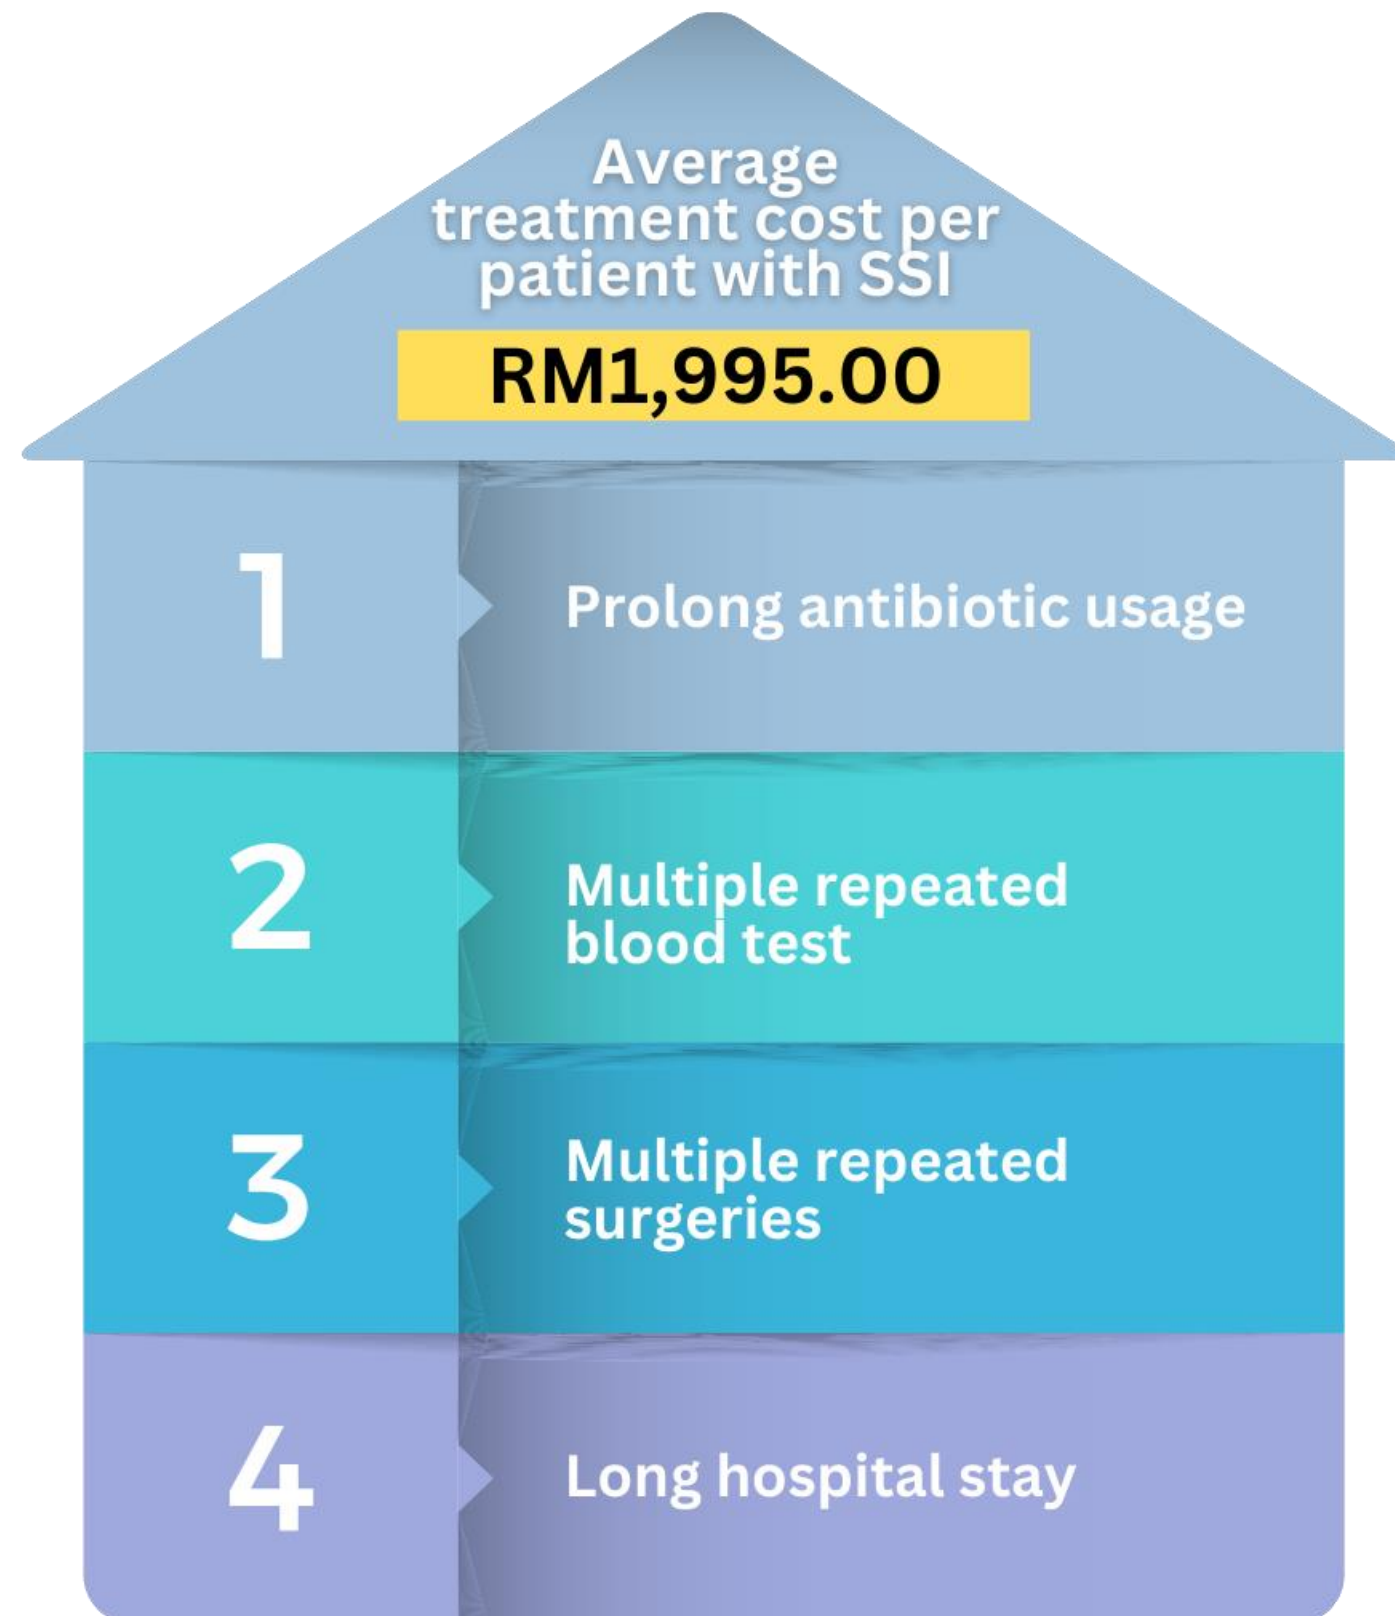 Average
treatment cost per
patient with SSI
RM1,995.00
1
Prolong antibiotic usage
2
Multiple repeated
blood test
3
Multiple repeated
surgeries
4
Long hospital stay